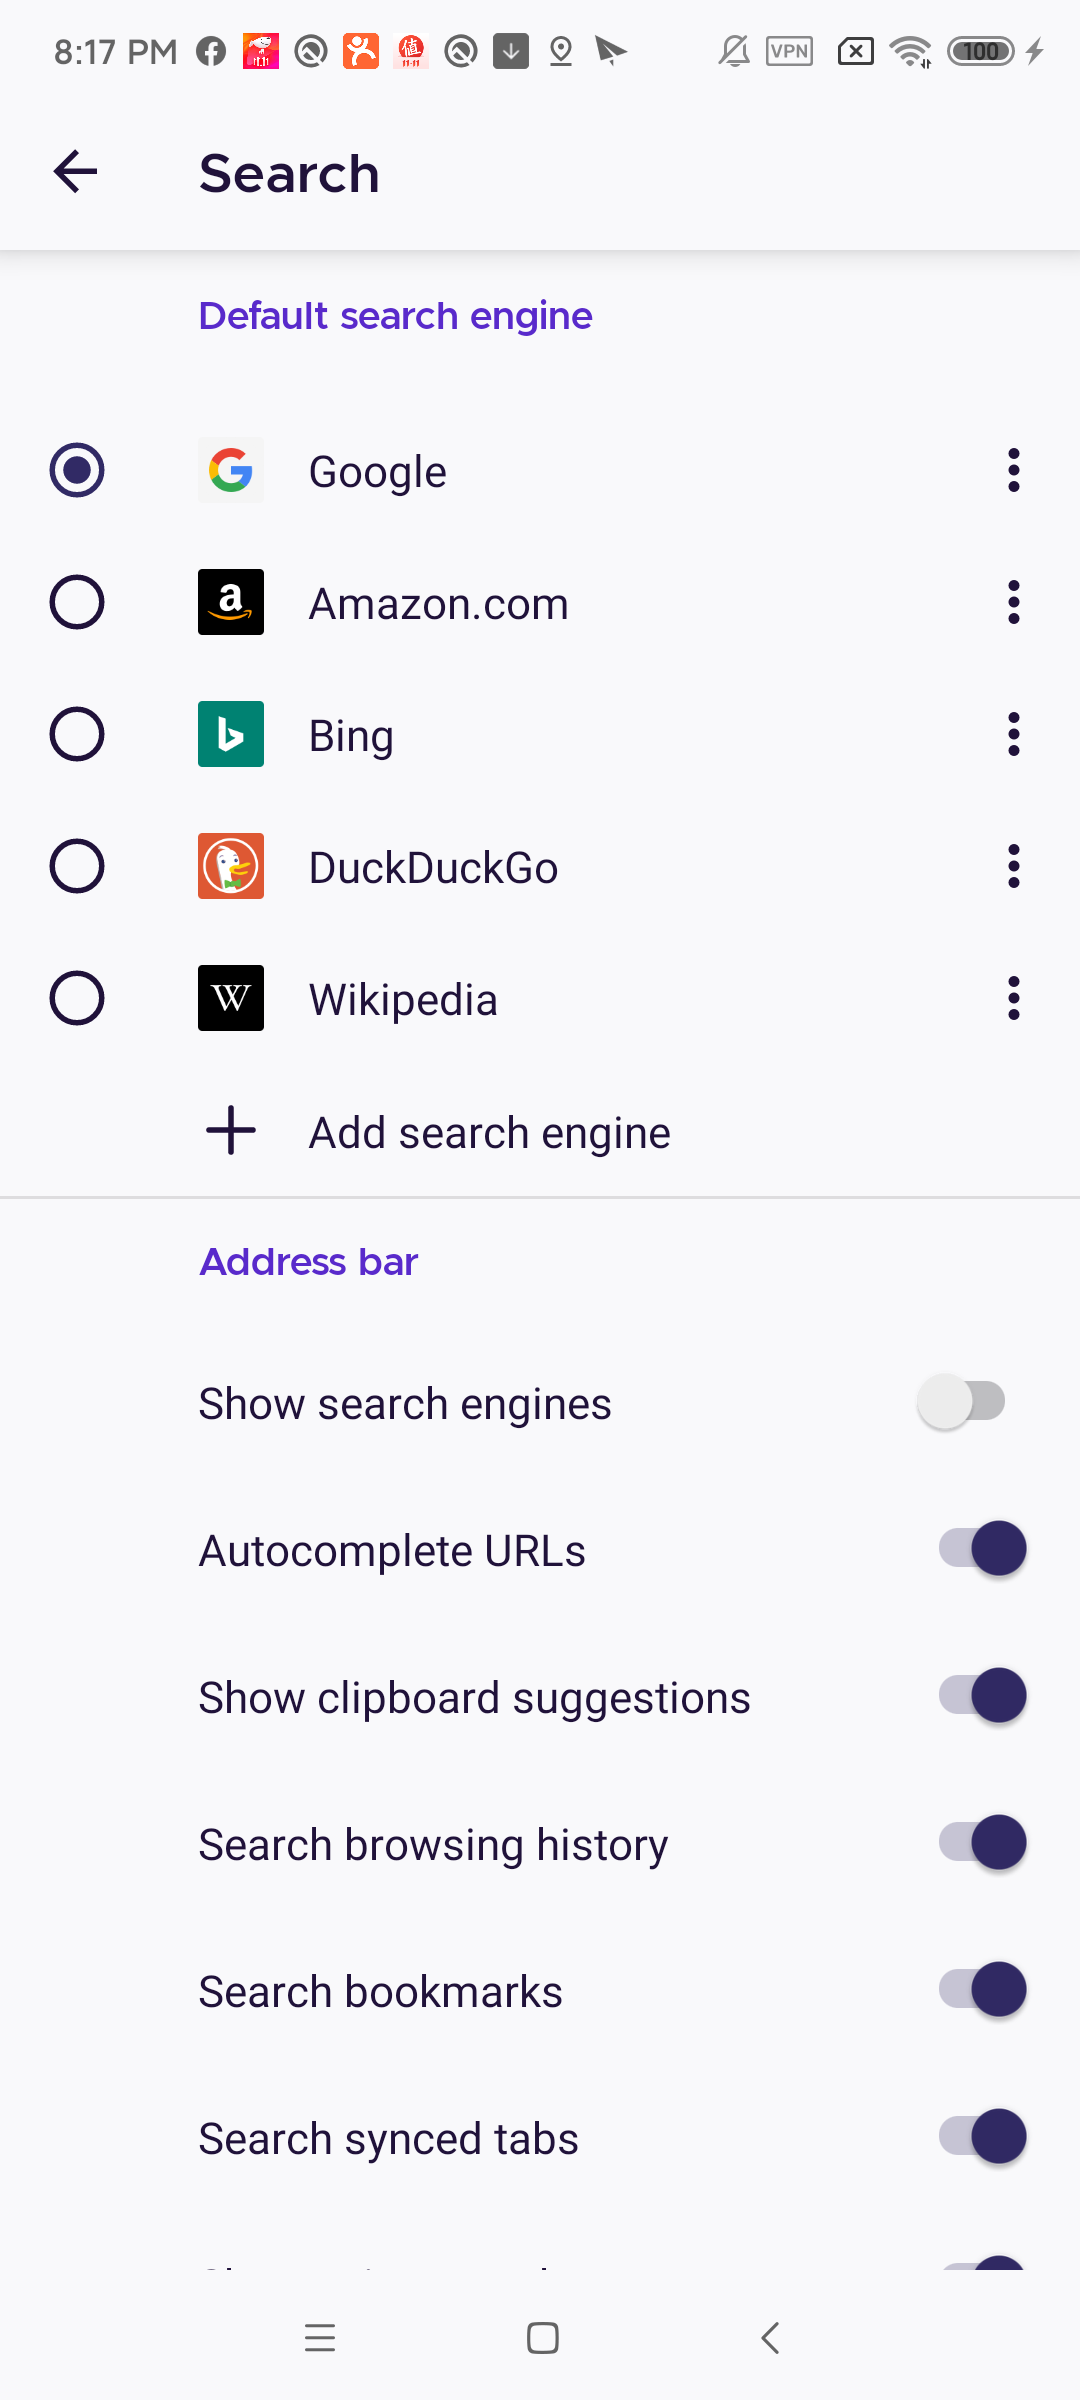 8:17 PM
VPN
100
Search
Default search engine
Google
Amazon.com
Bing
DuckDuckGo
Wikipedia
Add search engine
Address bar
Show search engines
Autocomplete URLs
Show clipboard suggestions
Search browsing history
Search bookmarks
Search synced tabs